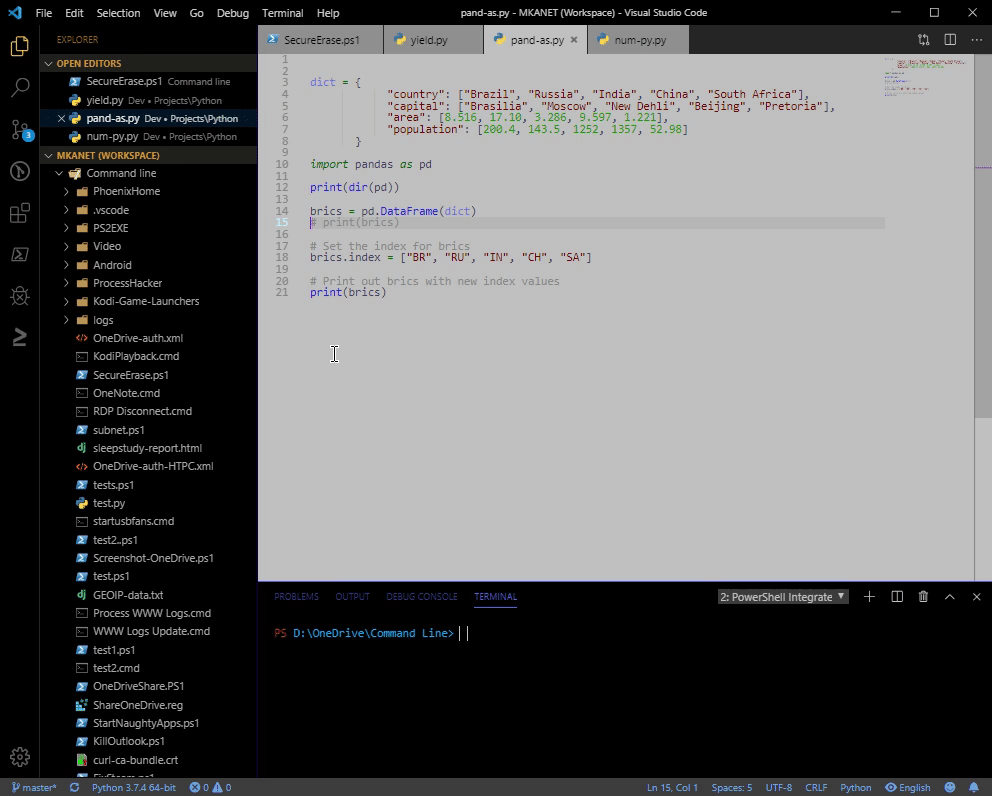 File Edit Selection View Go Debug Terminal Help pand-as.py - MKANET (Workspace) - Visual Studio Code
EXPLORER
SecureErase.ps1 yield.py pand-as.py num-py.py
OPEN EDITORS
SecureErase.ps1 Command line
yield.py Dev • Projects\Python
pand-as.py Dev • Projects\Python
num-py.py Dev • Projects\Python
3
MKANET (WORKSPACE)
Command line
PhoenixHome
.vscode
PS2EXE
Video
Android
ProcessHacker
Kodi-Game-Launchers
logs
OneDrive-auth.xml
KodiPlayback.cmd
SecureErase.ps1
OneNote.cmd
RDP Disconnect.cmd
subnet.ps1
sleepstudy-report.html
OneDrive-auth-HTPC.xml
tests.ps1
test.py
startusbfans.cmd
test2..ps1
Screenshot-OneDrive.ps1
test.ps1
GEOIP-data.txt
Process WWW Logs.cmd
WWW Logs Update.cmd
test1.ps1
test2.cmd
OneDriveShare.PS1
ShareOneDrive.reg
StartNaughtyApps.ps1
KillOutlook.ps1
curl-ca-bundle.crt
1
2
3 dict = {
4 "country": ["Brazil", "Russia", "India", "China", "South Africa"],
5 "capital": ["Brasilia", "Moscow", "New Dehli", "Beijing", "Pretoria"],
6 "area": [8.516, 17.10, 3.286, 9.597, 1.221],
7 "population": [200.4, 143.5, 1252, 1357, 52.98]
8 }
9
10 import pandas as pd
11
12 print(dir(pd))
13
14 brics = pd.DataFrame(dict)
15 # print(brics)
16
17 # Set the index for brics
18 brics.index = ["BR", "RU", "IN", "CH", "SA"]
19
20 # Print out brics with new index values
21 print(brics)
PROBLEMS OUTPUT DEBUG CONSOLE TERMINAL 2: PowerShell Integrate
PS D:\OneDrive\Command Line>
master* Python 3.7.4 64-bit 0 0 Ln 15, Col 1 Spaces: 5 UTF-8 CRLF Python English